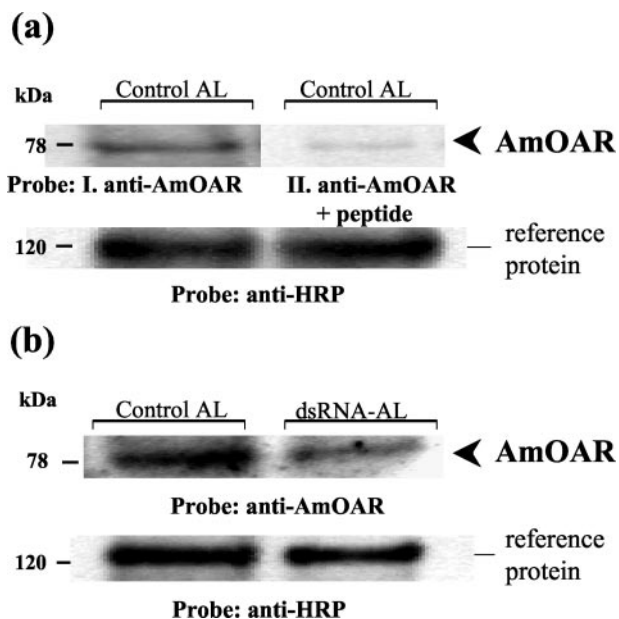 (a)
kDa
Control AL Control AL
78 AmOAR
Probe: I. anti-AmOAR II. anti-AmOAR
+ peptide
120 reference
protein
Probe: anti-HRP
(b)
kDa
Control AL dsRNA-AL
78 AmOAR
Probe: anti-AmOAR
120 reference
protein
Probe: anti-HRP